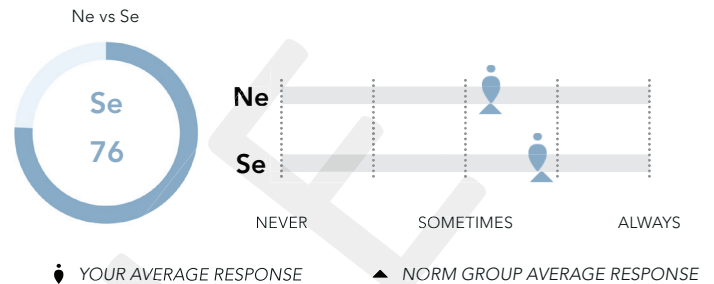 Ne vs Se
Se
76
Ne
Se
NEVER
SOMETIMES
ALWAYS
YOUR AVERAGE RESPONSE
NORM GROUP AVERAGE RESPONSE